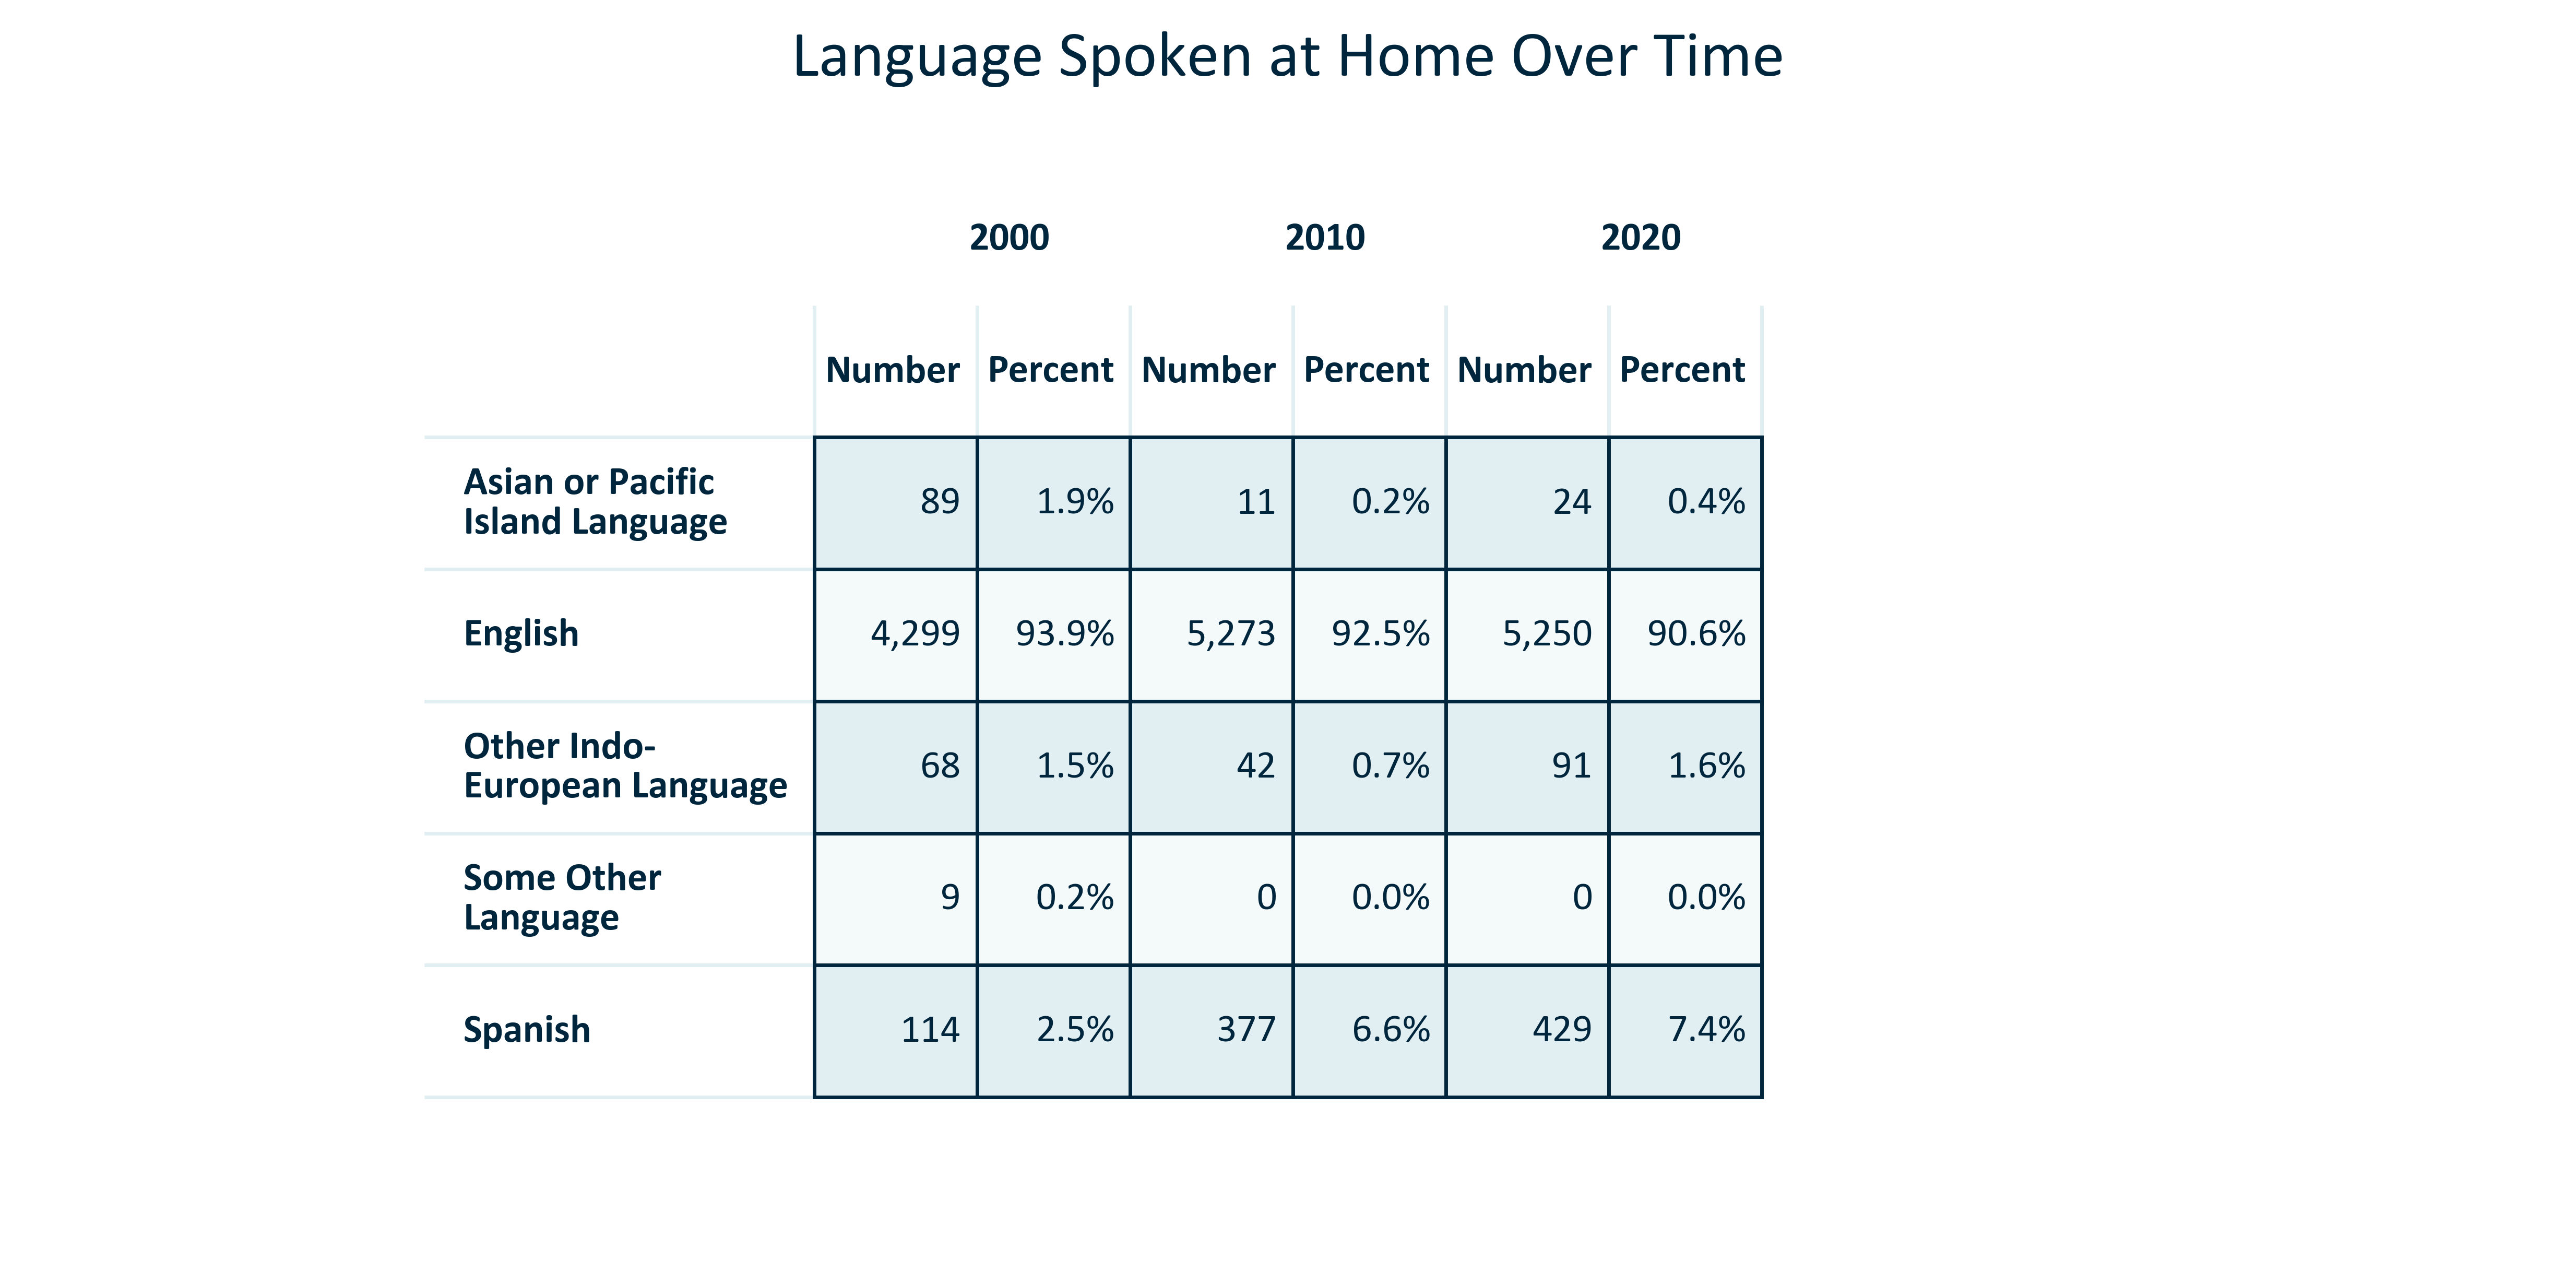 Language Spoken at Home Over Time
2000 2010 2020
Number Percent Number Percent Number Percent
Asian or Pacific
Island Language
89 1.9% 11 0.2% 24 0.4%
English 4,299 93.9% 5,273 92.5% 5,250 90.6%
Other Indo-
European Language
68 1.5% 42 0.7% 91 1.6%
Some Other
Language
9 0.2% 0 0.0% 0 0.0%
Spanish 114 2.5% 377 6.6% 429 7.4%